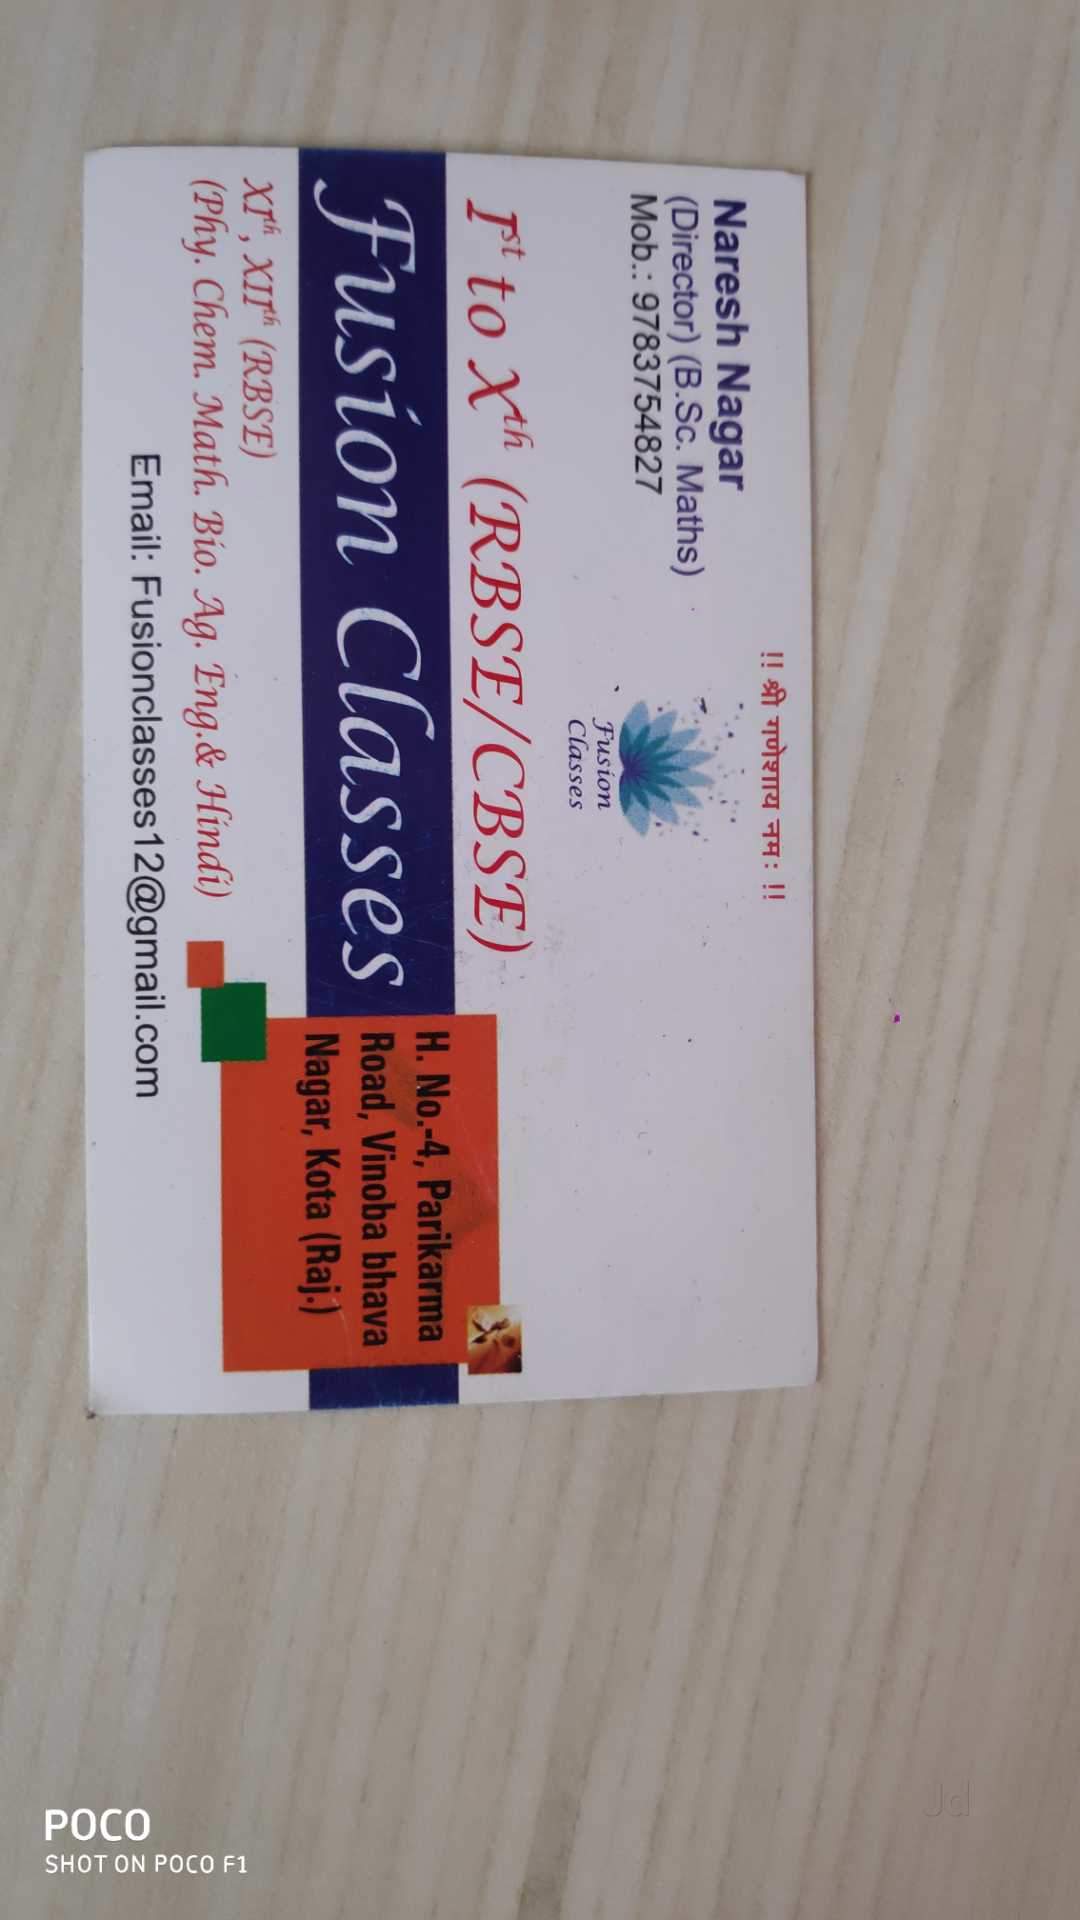 !! श्री गणेशाय नम: !!
Naresh Nagar
(Director) (B.Sc. Maths)
Mob.: 9783754827
Fusion
Classes
Iˢᵗ to Xᵗʰ (RBSE/CBSE)
Fusion Classes
H. No.-4, Parikarma
Road, Vinoba bhava
Nagar, Kota (Raj.)
XIᵗʰ, XIIᵗʰ (RBSE)
(Phy. Chem. Math. Bio. Ag. Eng.& Hindi)
Email: Fusionclasses12@gmail.com
Jd
POCO
SHOT ON POCO F1